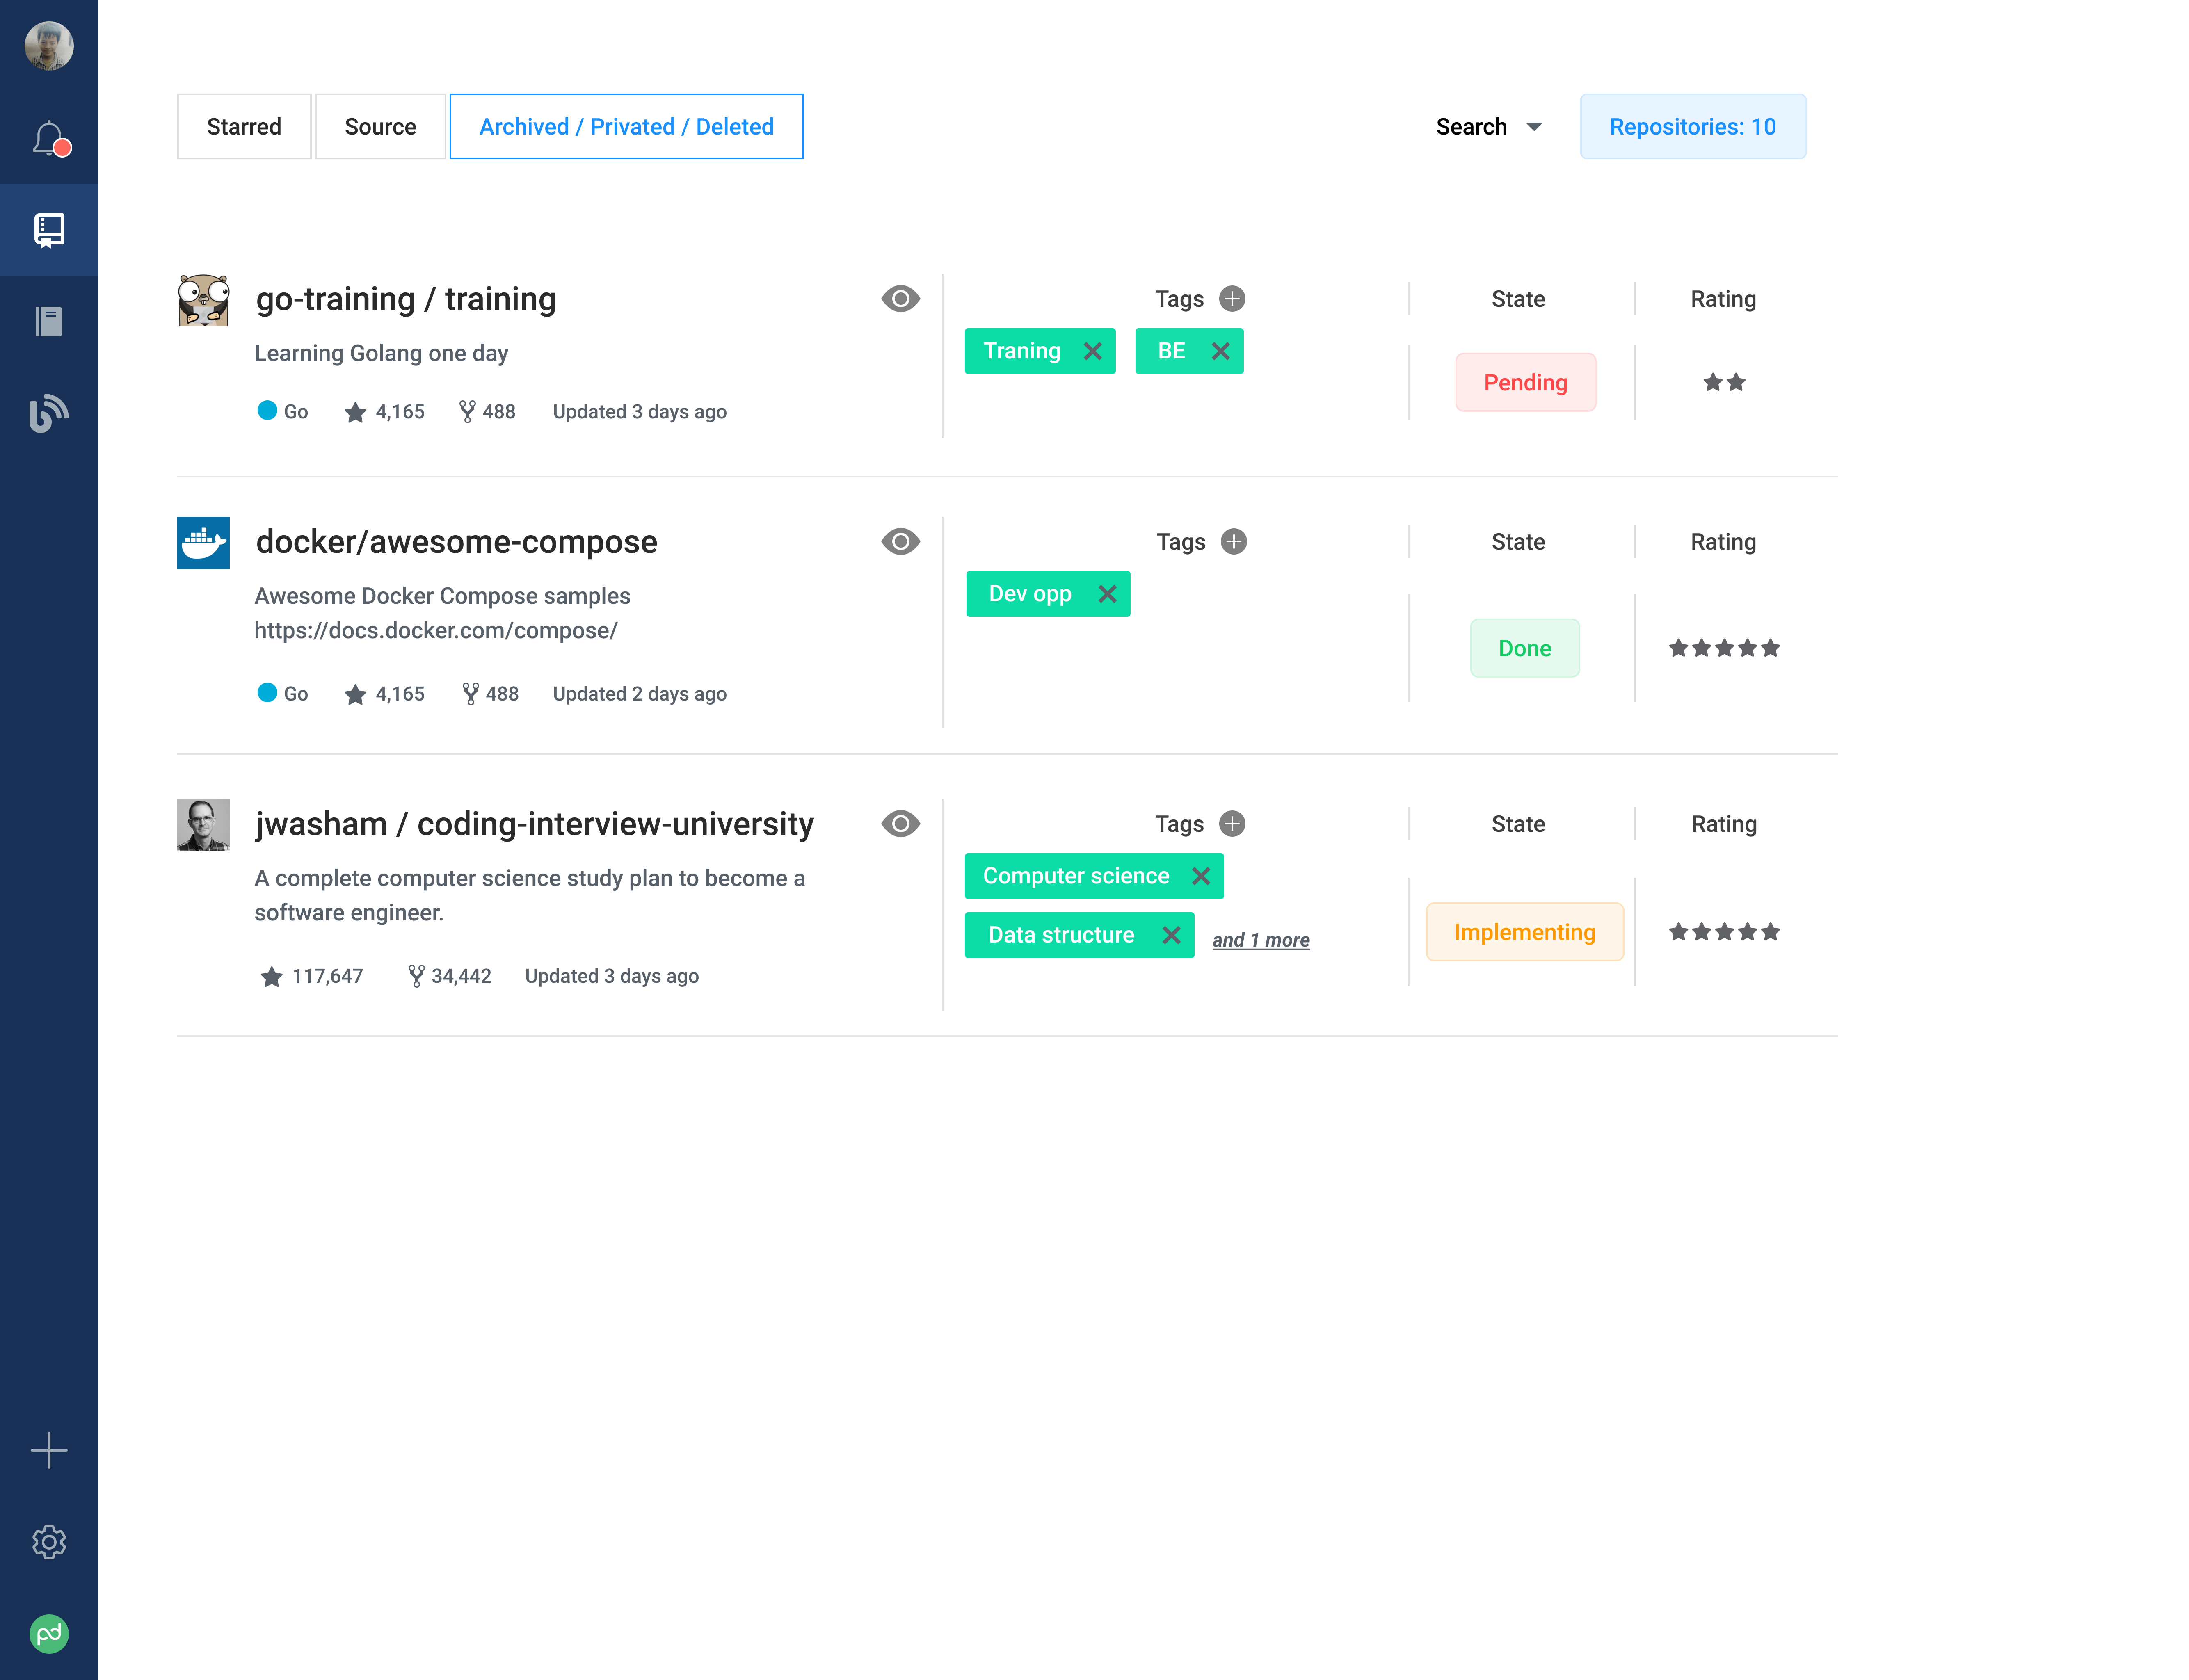 Starred
Source
Archived / Privated / Deleted
Search
Repositories: 10
go-training / training
Learning Golang one day
Go
4,165
488
Updated 3 days ago
Tags
Traning
BE
State
Pending
Rating
docker/awesome-compose
Awesome Docker Compose samples
https://docs.docker.com/compose/
Go
4,165
488
Updated 2 days ago
Tags
Dev opp
State
Done
Rating
jwasham / coding-interview-university
A complete computer science study plan to become a
software engineer.
117,647
34,442
Updated 3 days ago
Tags
Computer science
Data structure
and 1 more
State
Implementing
Rating
pd